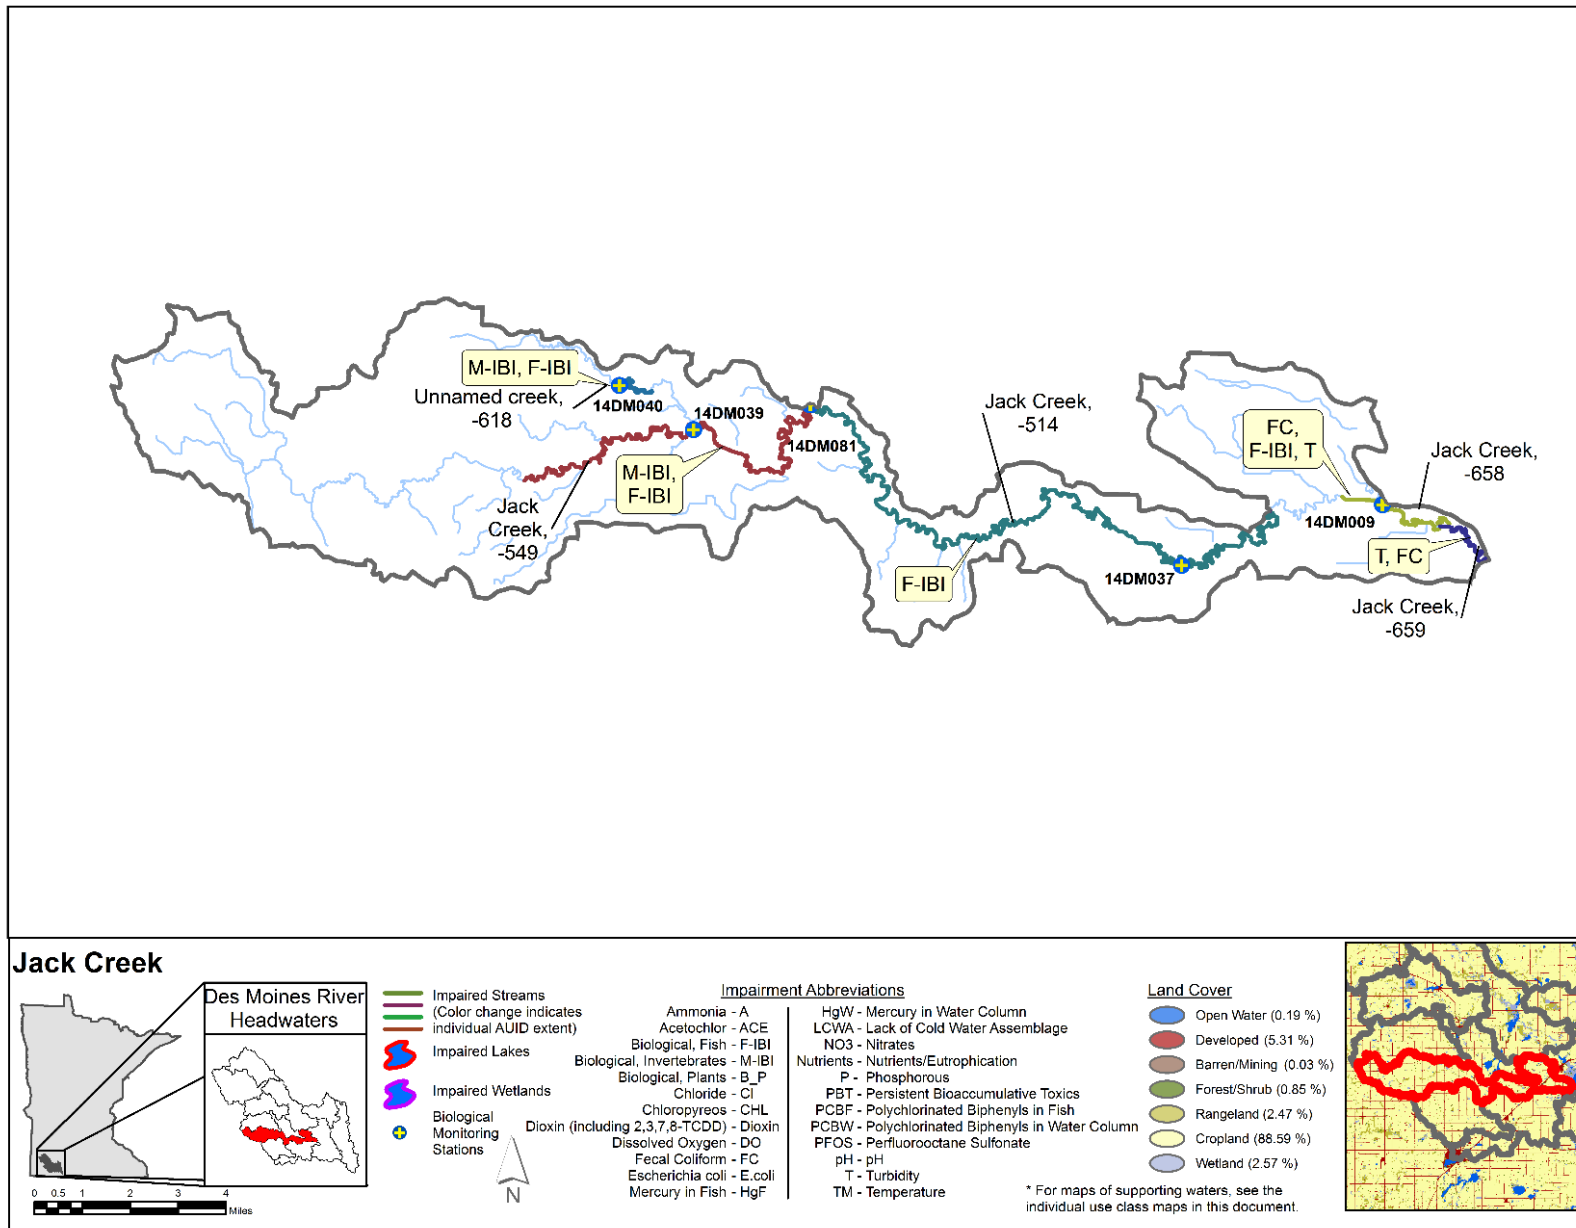 M-IBI, F-IBI
Unnamed creek,
-618
14DM040
14DM039
14DM081
M-IBI,
F-IBI
Jack
Creek,
-549
Jack Creek,
-514
F-IBI
14DM037
FC,
F-IBI, T
14DM009
Jack Creek,
-658
T, FC
Jack Creek,
-659
Jack Creek
Des Moines River
Headwaters
0 0.5 1 2 3 4
Miles
Impaired Streams
(Color change indicates
individual AUID extent)
Impaired Lakes
Impaired Wetlands
Biological
Monitoring
Stations
N
Impairment Abbreviations
Ammonia - A
Acetochlor - ACE
Biological, Fish - F-IBI
Biological, Invertebrates - M-IBI
Biological, Plants - B_P
Chloride - Cl
Chloropyreos - CHL
Dioxin (including 2,3,7,8-TCDD) - Dioxin
Dissolved Oxygen - DO
Fecal Coliform - FC
Escherichia coli - E.coli
Mercury in Fish - HgF
HgW - Mercury in Water Column
LCWA - Lack of Cold Water Assemblage
NO3 - Nitrates
Nutrients - Nutrients/Eutrophication
P - Phosphorous
PBT - Persistent Bioaccumulative Toxics
PCBF - Polychlorinated Biphenyls in Fish
PCBW - Polychlorinated Biphenyls in Water Column
PFOS - Perfluorooctane Sulfonate
pH - pH
T - Turbidity
TM - Temperature
Land Cover
Open Water (0.19 %)
Developed (5.31 %)
Barren/Mining (0.03 %)
Forest/Shrub (0.85 %)
Rangeland (2.47 %)
Cropland (88.59 %)
Wetland (2.57 %)
* For maps of supporting waters, see the
individual use class maps in this document.